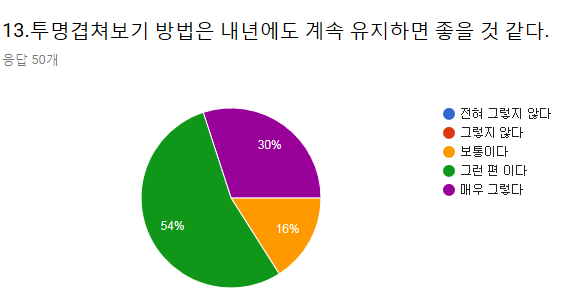 13.투명겹쳐보기 방법은 내년에도 계속 유지하면 좋을 것 같다.
응답 50개
전혀 그렇지 않다
그렇지 않다
보통이다
그런 편 이다
매우 그렇다
30%
54%
16%